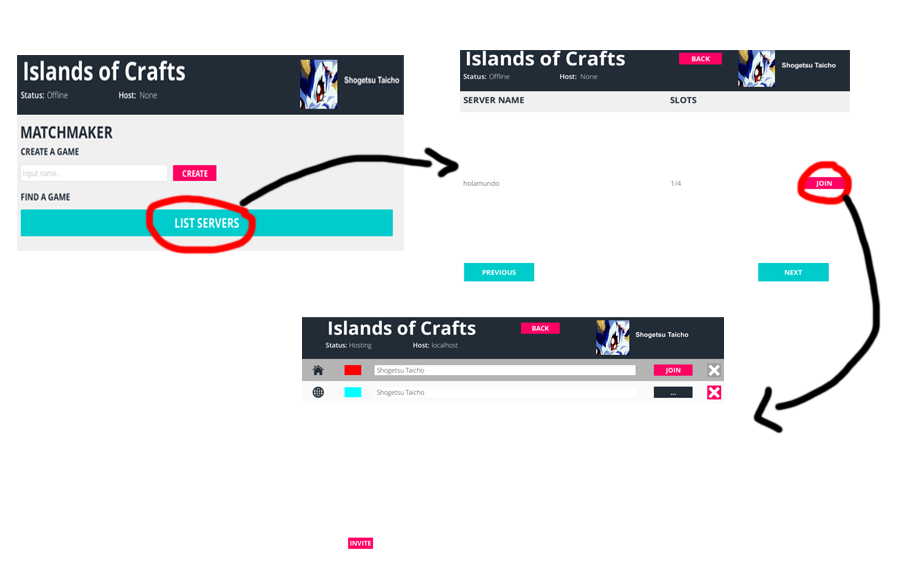 Islands of Crafts
Status: Offline Host: None
Shogetsu Taicho
MATCHMAKER
CREATE A GAME
Input name... CREATE
FIND A GAME
LIST SERVERS
Islands of Crafts BACK
Status: Offline Host: None
Shogetsu Taicho
SERVER NAME SLOTS
holamundo 1/4 JOIN
PREVIOUS NEXT
Islands of Crafts BACK
Status: Hosting Host: localhost
Shogetsu Taicho
Shogetsu Taicho JOIN
Shogetsu Taicho ...
INVITE